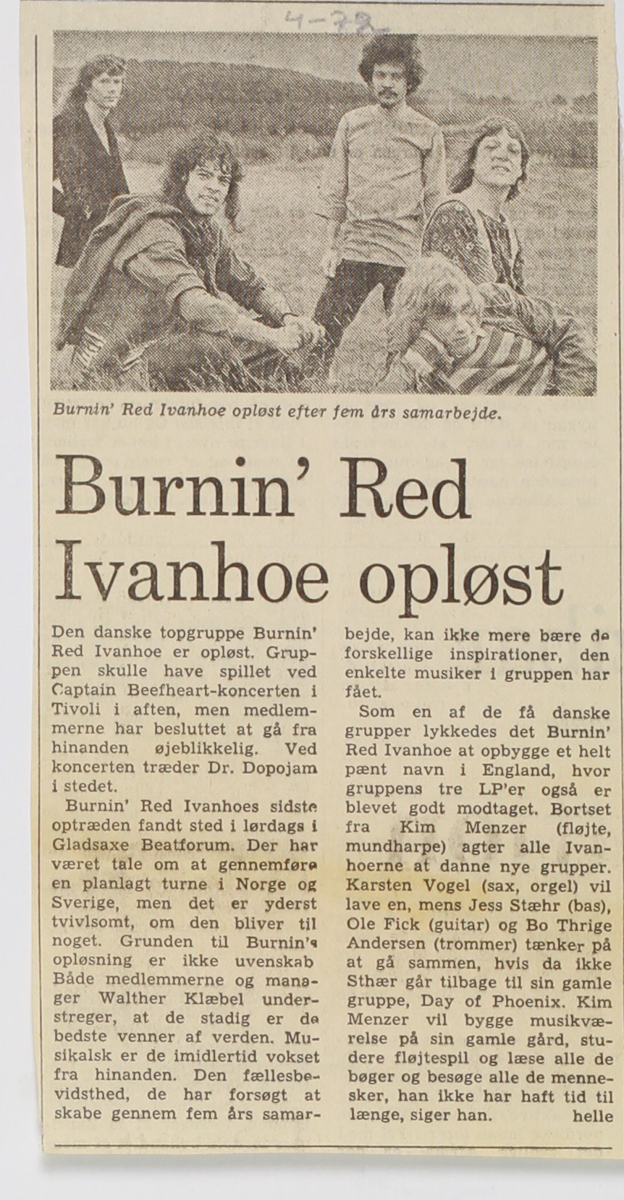 4-72
Burnin' Red Ivanhoe opløst efter fem års samarbejde.
Burnin' Red
Ivanhoe opløst
Den danske topgruppe Burnin'
Red Ivanhoe er opløst. Grup-
pen skulle have spillet ved
Captain Beefheart-koncerten i
Tivoli i aften, men medlem-
merne har besluttet at gå fra
hinanden øjeblikkelig. Ved
koncerten træder Dr. Dopojam
i stedet.
Burnin' Red Ivanhoes sidste
optræden fandt sted i lørdags i
Gladsaxe Beatforum. Der har
været tale om at gennemføre
en planlagt turne i Norge og
Sverige, men det er yderst
tvivlsomt, om den bliver til
noget. Grunden til Burnin's
opløsning er ikke uvenskab
Både medlemmerne og mana-
ger Walther Klæbel under-
streger, at de stadig er de
bedste venner af verden. Mu-
sikalsk er de imidlertid vokset
fra hinanden. Den fællesbe-
vidsthed, de har forsøgt at
skabe gennem fem års samar-
bejde, kan ikke mere bære de
forskellige inspirationer, den
enkelte musiker i gruppen har
fået.
Som en af de få danske
grupper lykkedes det Burnin'
Red Ivanhoe at opbygge et helt
pænt navn i England, hvor
gruppens tre LP'er også er
blevet godt modtaget. Bortset
fra Kim Menzer (fløjte,
mundharpe) agter alle Ivan-
hoerne at danne nye grupper.
Karsten Vogel (sax, orgel) vil
lave en, mens Jess Stæhr (bas),
Ole Fick (guitar) og Bo Thrige
Andersen (trommer) tænker på
at gå sammen, hvis da ikke
Sthær går tilbage til sin gamle
gruppe, Day of Phoenix. Kim
Menzer vil bygge musikvæ-
relse på sin gamle gård, stu-
dere fløjtespil og læse alle de
bøger og besøge alle de menne-
sker, han ikke har haft tid til
længe, siger han. helle